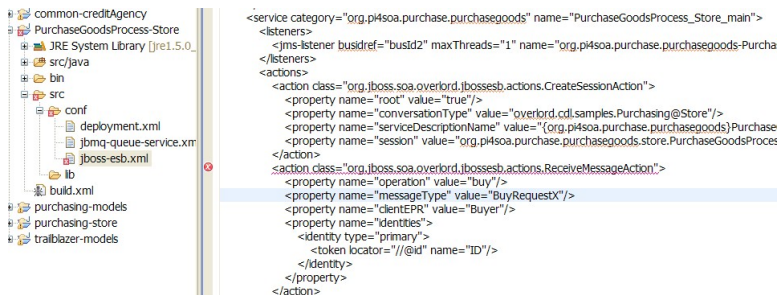 common-creditAgency
PurchaseGoodsProcess-Store
JRE System Library [jre1.5.0_
src/java
bin
src
conf
deployment.xml
jbmq-queue-service.xm
jboss-esb.xml
lib
build.xml
purchasing-models
purchasing-store
trailblazer-models
<service category="org.pi4soa.purchase.purchasegoods" name="PurchaseGoodsProcess_Store_main">
<listeners>
<jms-listener busidref="busId2" maxThreads="1" name="org.pi4soa.purchase.purchasegoods-Purcha
</listeners>
<actions>
<action class="org.jboss.soa.overlord.jbossesb.actions.CreateSessionAction">
<property name="root" value="true"/>
<property name="conversationType" value="overlord.cdl.samples.Purchasing@Store"/>
<property name="serviceDescriptionName" value="{org.pi4soa.purchase.purchasegoods}Purchase
<property name="session" value="org.pi4soa.purchase.purchasegoods.store.PurchaseGoodsProces
</action>
<action class="org.jboss.soa.overlord.jbossesb.actions.ReceiveMessageAction">
<property name="operation" value="buy"/>
<property name="messageType" value="BuyRequestX"/>
<property name="clientEPR" value="Buyer"/>
<property name="identities">
<identity type="primary">
<token locator="//@id" name="ID"/>
</identity>
</property>
</action>